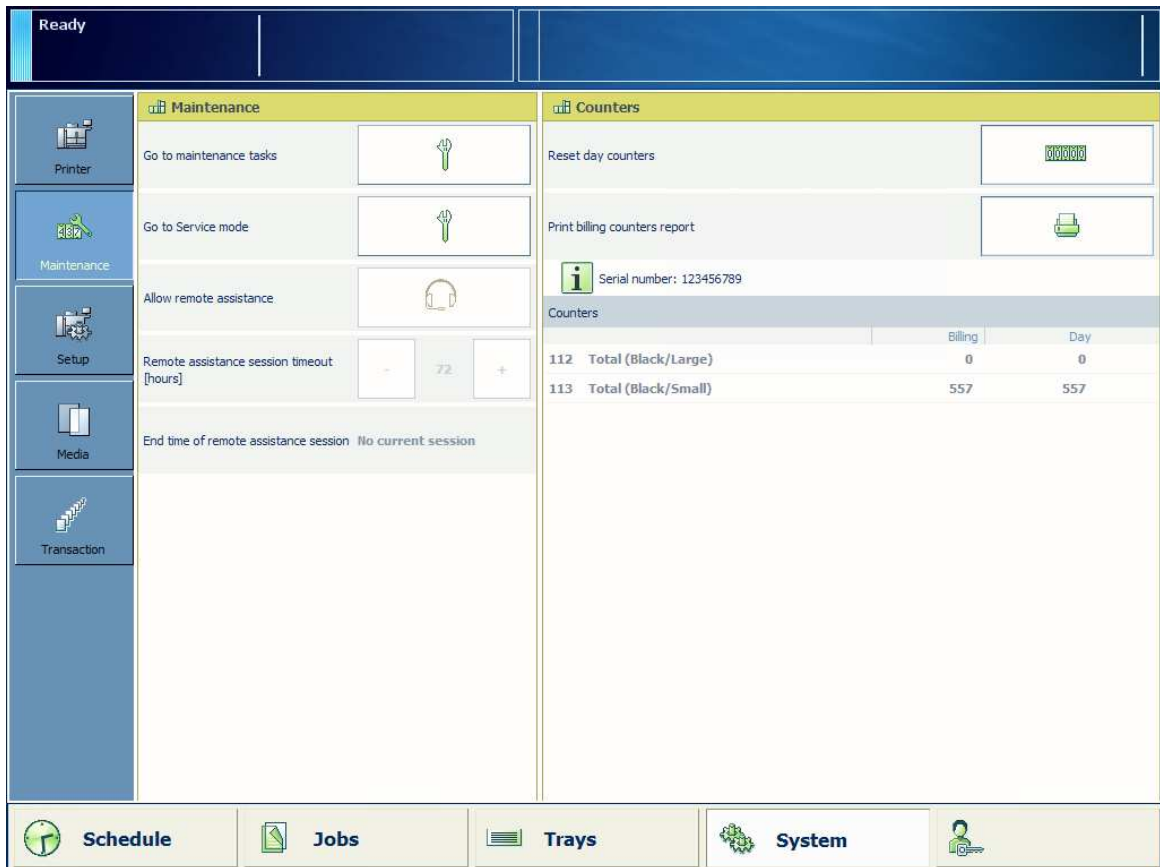 Ready
Printer
Maintenance
Setup
Media
Transaction
Maintenance
Go to maintenance tasks
Go to Service mode
Allow remote assistance
Remote assistance session timeout
[hours]
- 72 +
End time of remote assistance session No current session
Counters
Reset day counters
00000
Print billing counters report
i Serial number: 123456789
Counters
Billing Day
112 Total (Black/Large) 0 0
113 Total (Black/Small) 557 557
Schedule
Jobs
Trays
System